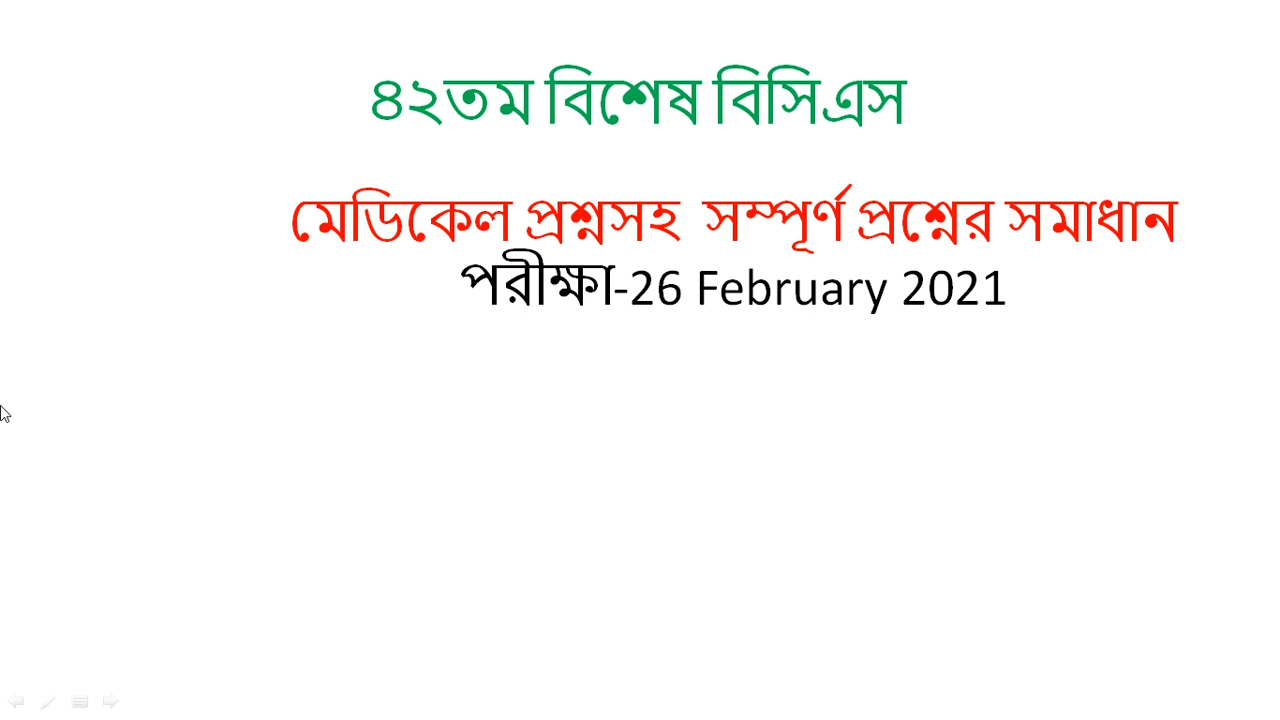 ৪২তম বিশেষ বিসিএস
মেডিকেল প্রশ্নসহ সম্পূর্ণ প্রশ্নের সমাধান
পরীক্ষা-26 February 2021